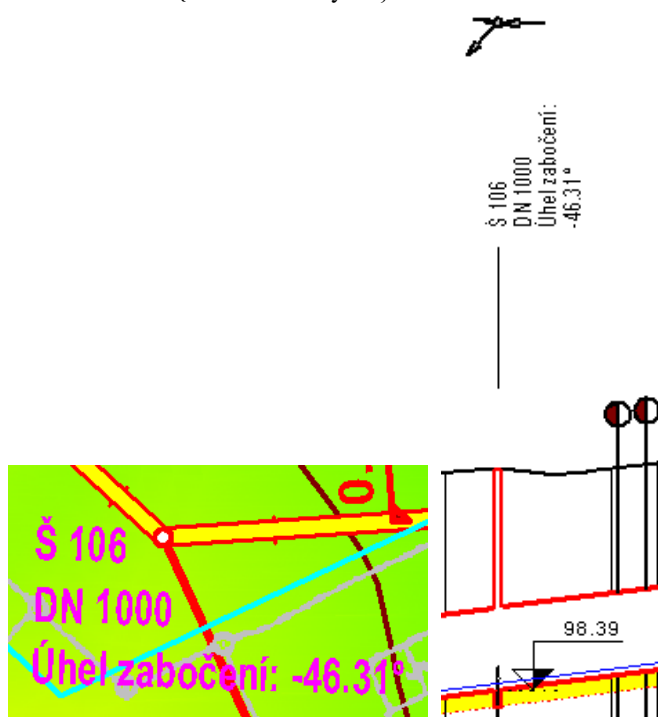 Š 106
DN 1000
Úhel zabočení:
-46.31°
Š 106
DN 1000
Úhel zabočení: -46.31°
98.39